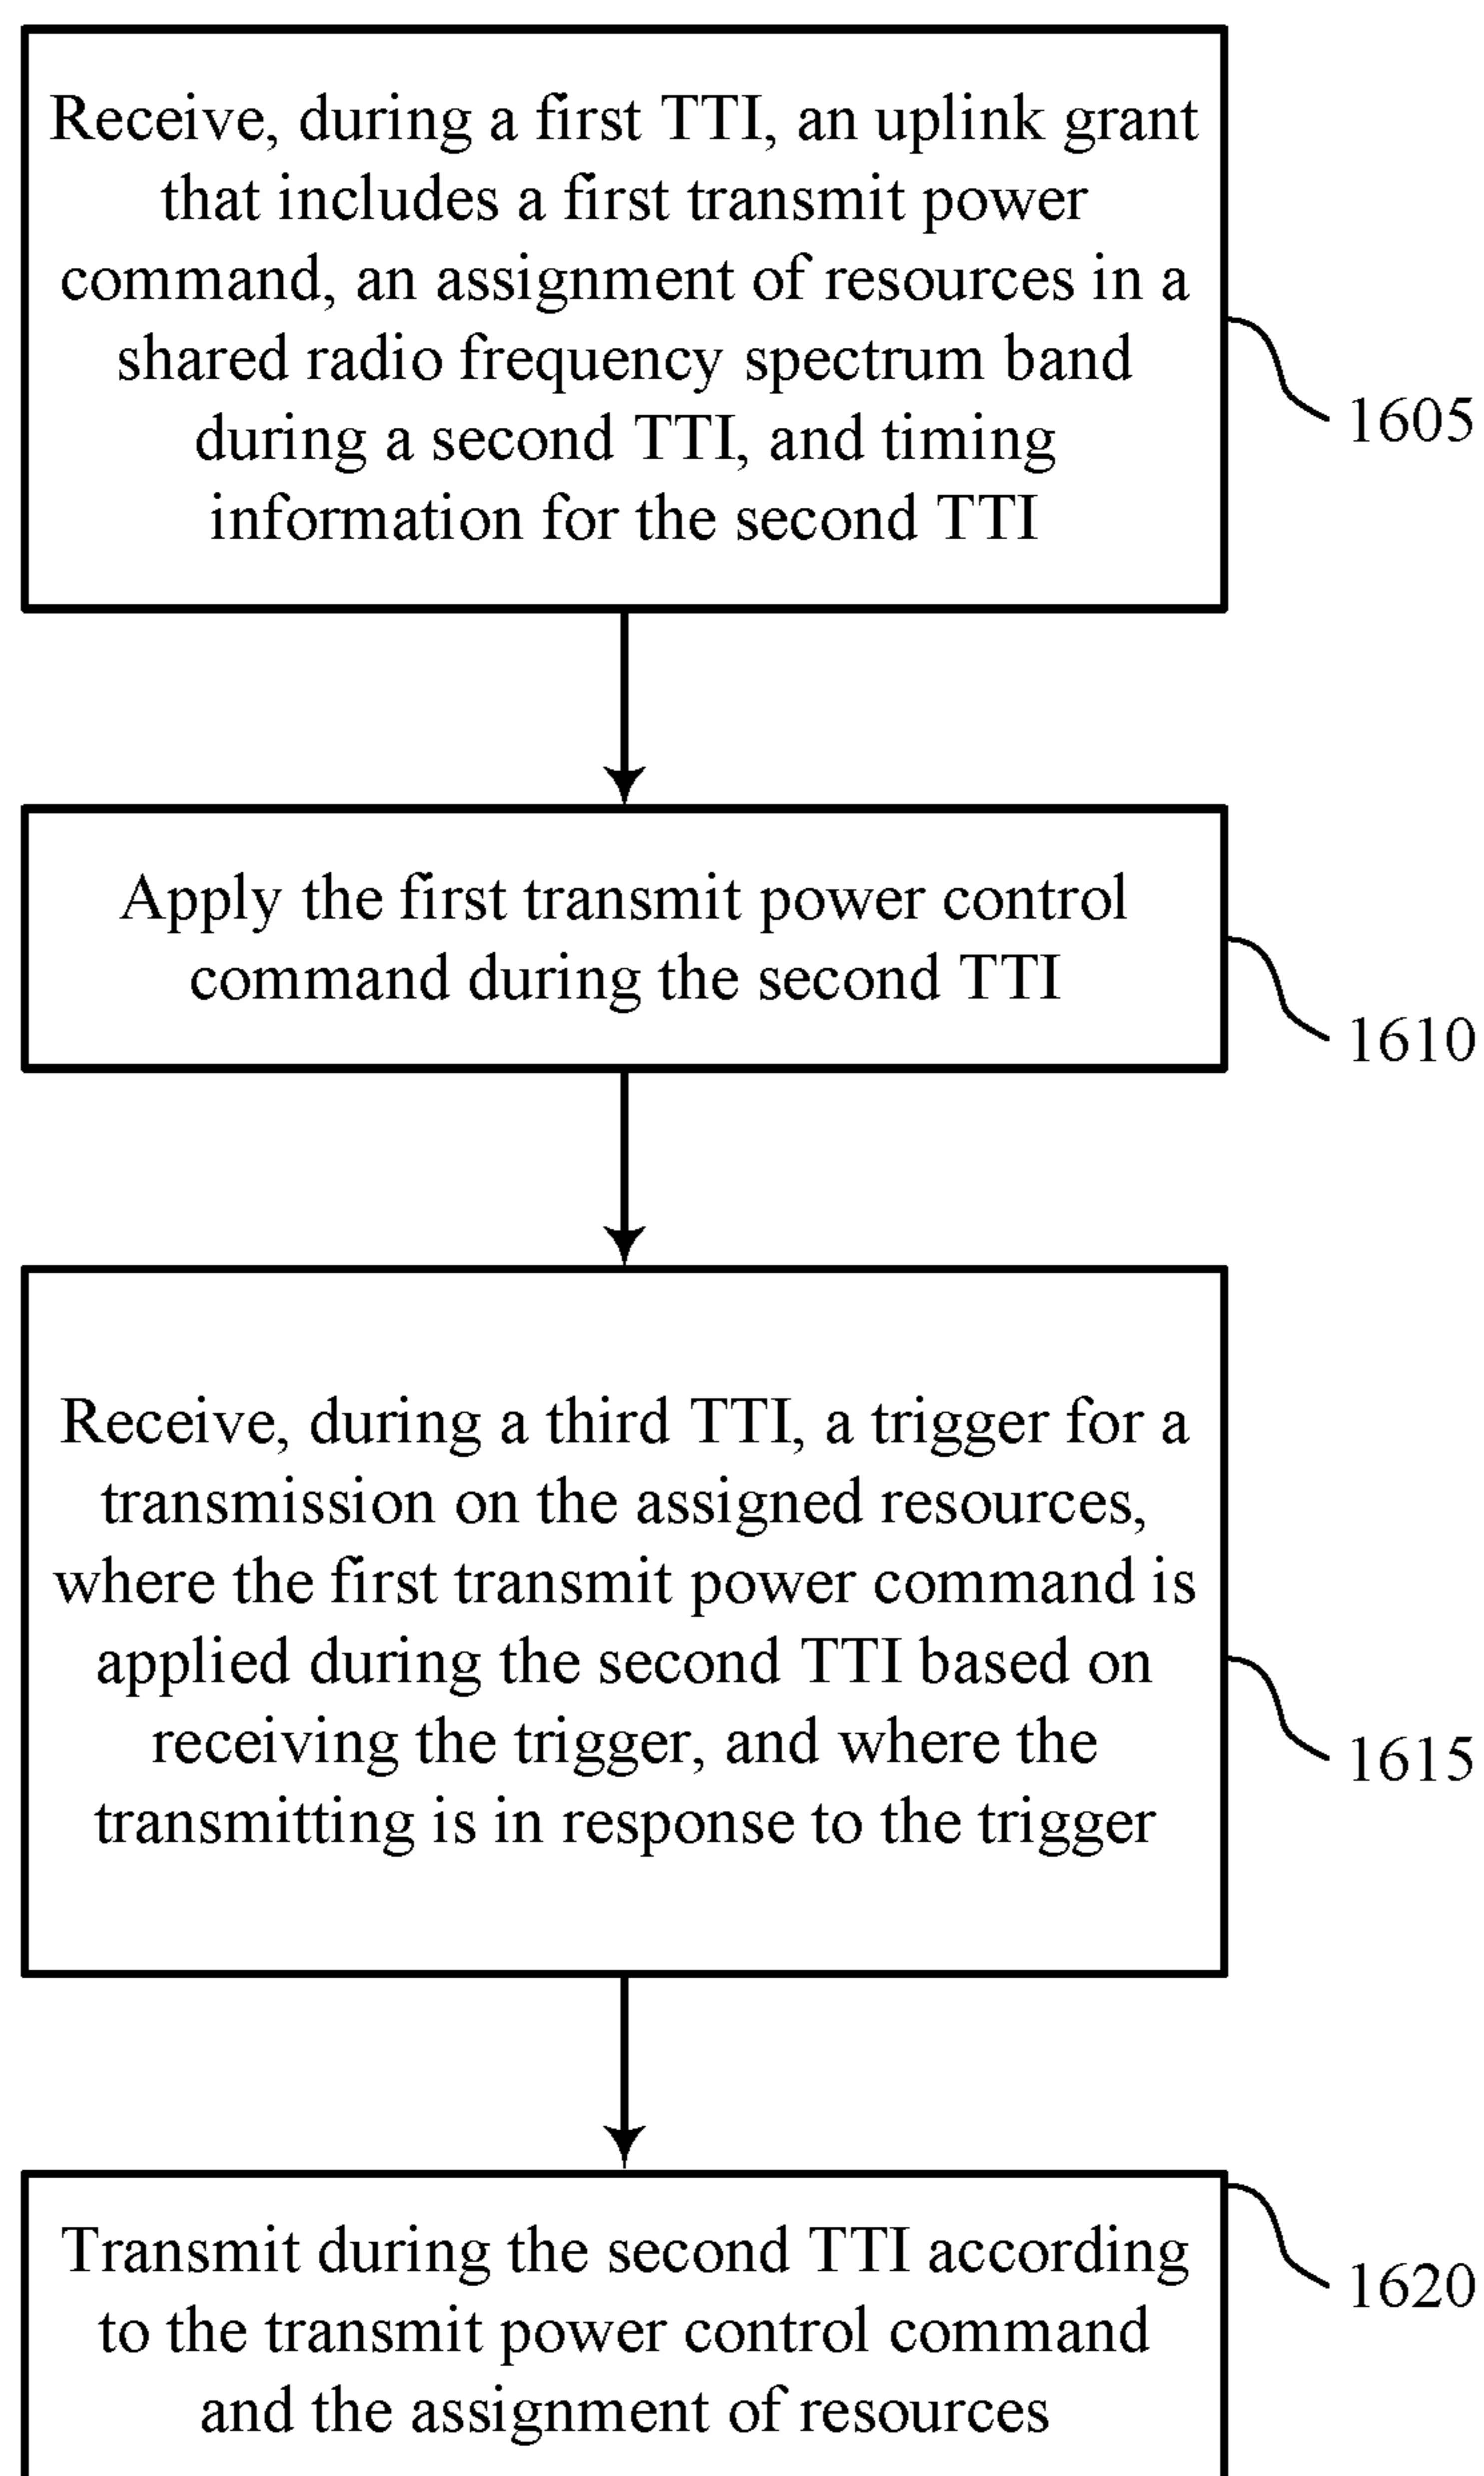 Receive, during a first TTI, an uplink grant
that includes a first transmit power
command, an assignment of resources in a
shared radio frequency spectrum band
during a second TTI, and timing
information for the second TTI
1605
Apply the first transmit power control
command during the second TTI
1610
Receive, during a third TTI, a trigger for a
transmission on the assigned resources,
where the first transmit power command is
applied during the second TTI based on
receiving the trigger, and where the
transmitting is in response to the trigger
1615
Transmit during the second TTI according
to the transmit power control command
and the assignment of resources
1620